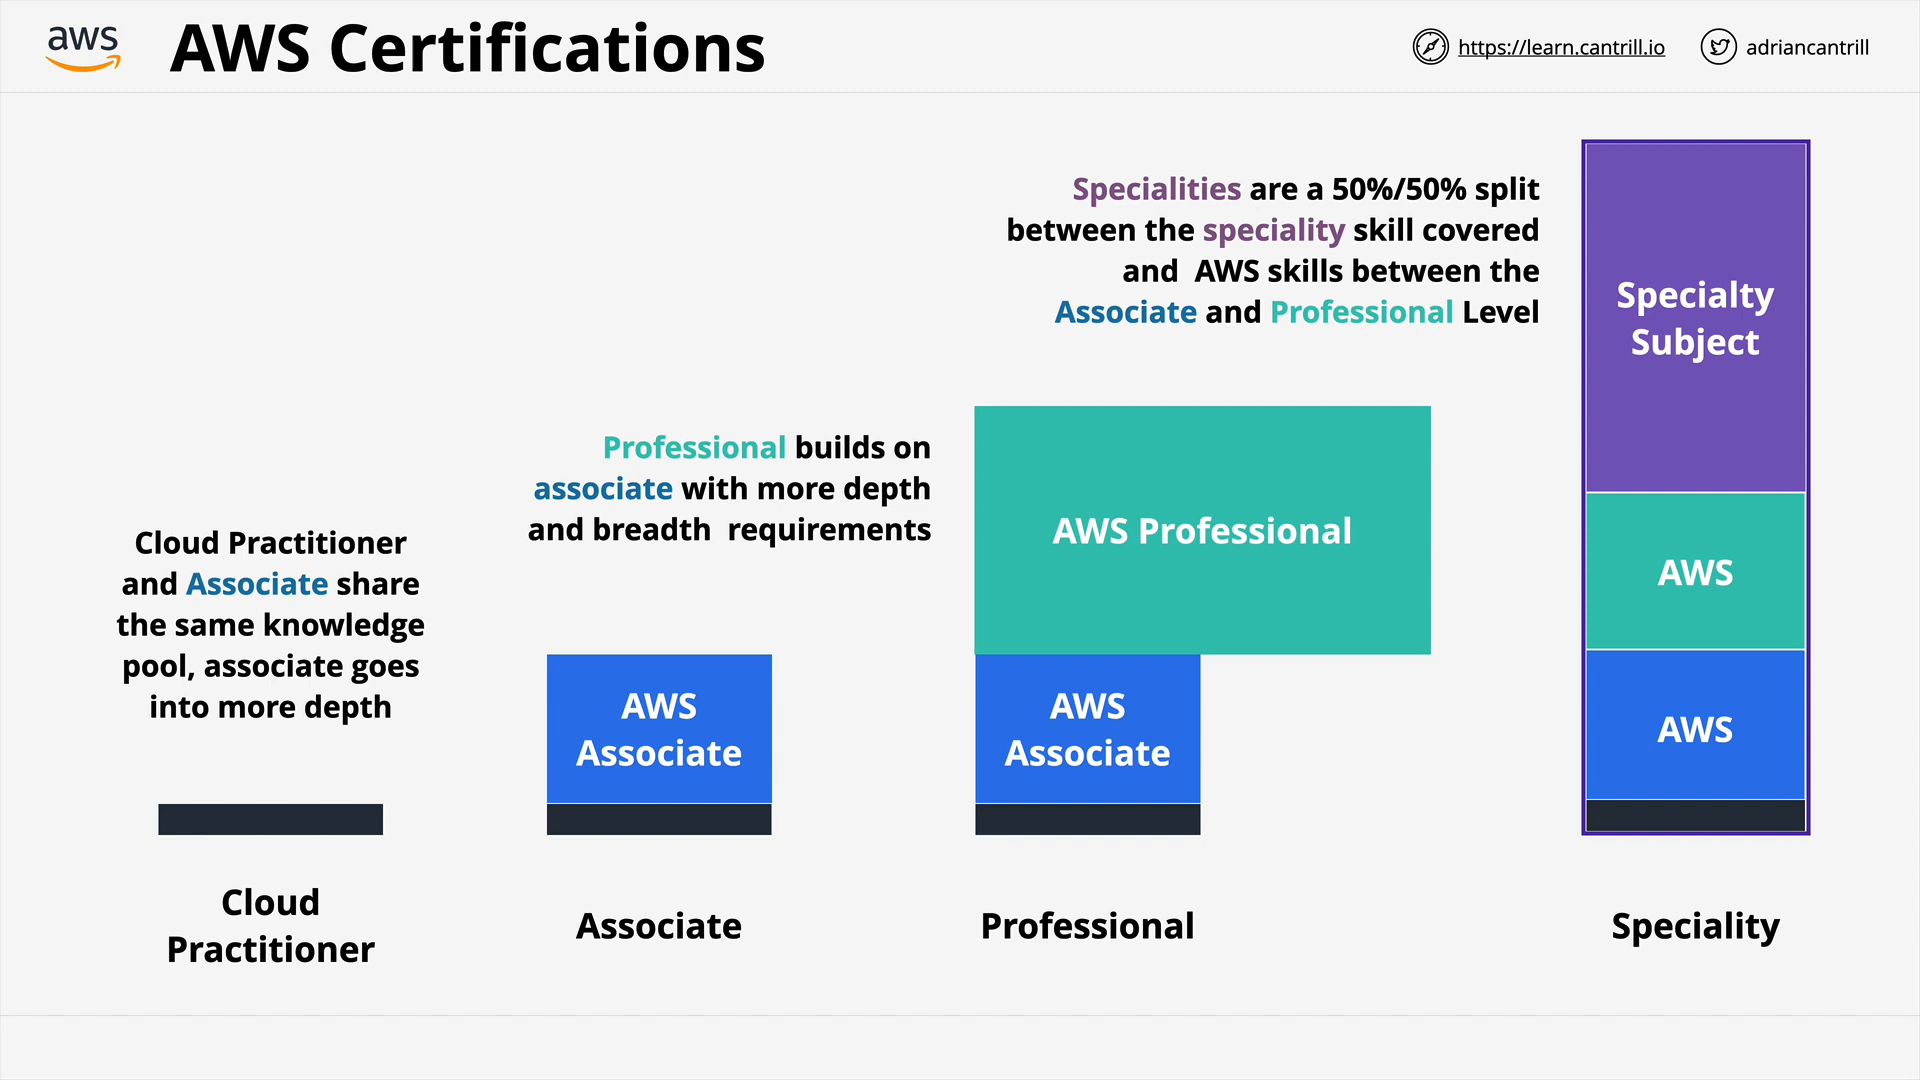 aws
AWS Certifications
https://learn.cantrill.io
adriancantrill
Specialities are a 50%/50% split
between the speciality skill covered
and  AWS skills between the
Associate and Professional Level
Specialty
Subject
AWS
AWS
Professional builds on
associate with more depth
and breadth  requirements
AWS Professional
AWS
Associate
Cloud Practitioner
and Associate share
the same knowledge
pool, associate goes
into more depth
AWS
Associate
Cloud
Practitioner
Associate
Professional
Speciality